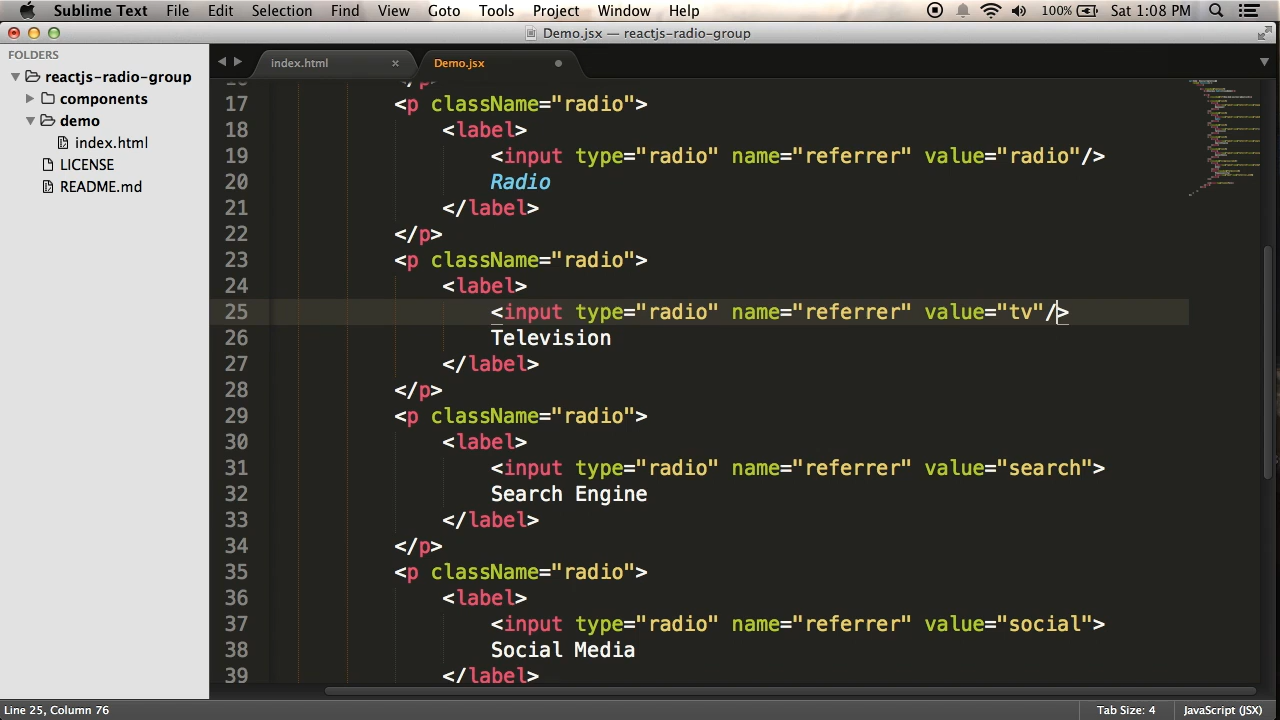 Sublime Text File Edit Selection Find View Goto Tools Project Window Help 100% Sat 1:08 PM
Demo.jsx — reactjs-radio-group
FOLDERS
reactjs-radio-group
components
demo
index.html
LICENSE
README.md
index.html × Demo.jsx
16 </p>
17 <p className="radio">
18 <label>
19 <input type="radio" name="referrer" value="radio"/>
20 Radio
21 </label>
22 </p>
23 <p className="radio">
24 <label>
25 <input type="radio" name="referrer" value="tv"/>
26 Television
27 </label>
28 </p>
29 <p className="radio">
30 <label>
31 <input type="radio" name="referrer" value="search">
32 Search Engine
33 </label>
34 </p>
35 <p className="radio">
36 <label>
37 <input type="radio" name="referrer" value="social">
38 Social Media
39 </label>
Line 25, Column 76 Tab Size: 4 JavaScript (JSX)